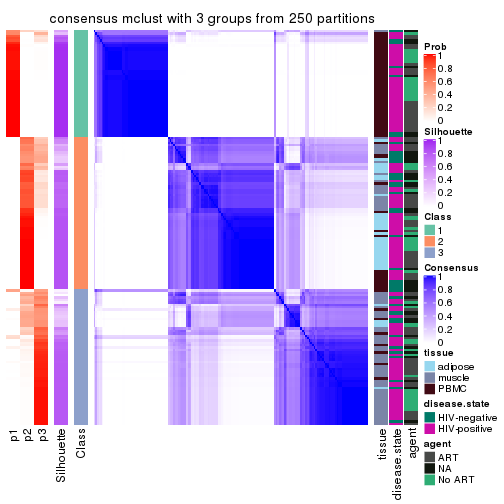 consensus mclust with 3 groups from 250 partitions
Prob
1
0.8
0.6
0.4
0.2
0
Silhouette
1
0.8
0.6
0.4
0.2
0
Class
1
2
3
Consensus
1
0.8
0.6
0.4
0.2
0
tissue
adipose
muscle
PBMC
disease.state
HIV-negative
HIV-positive
agent
ART
NA
No ART
p1
p2
p3
Silhouette
Class
tissue
disease.state
agent